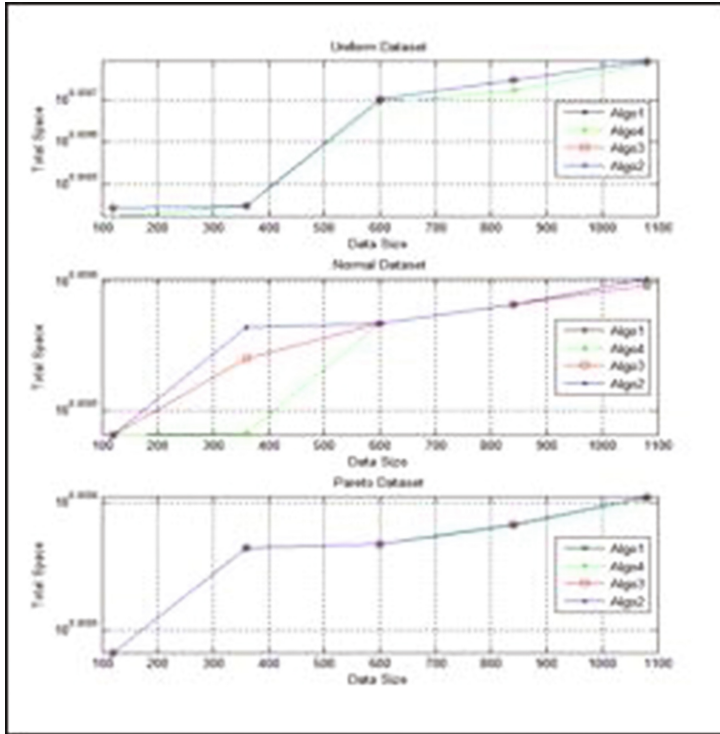 Uniform Dataset
Total Space
Algo1
Algo4
Algo3
Algo2
100 200 300 400 500 600 700 800 900 1000 1100
Data Size
Normal Dataset
Total Space
Algo1
Algo4
Algo3
Algo2
100 200 300 400 500 600 700 800 900 1000 1100
Data Size
Pareto Dataset
Total Space
Algo1
Algo4
Algo3
Algo2
100 200 300 400 500 600 700 800 900 1000 1100
Data Size